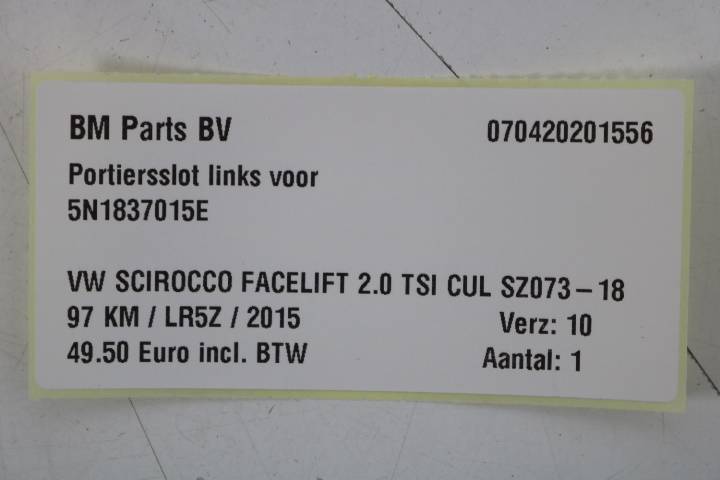 BM Parts BV 070420201556
Portiersslot links voor
5N1837015E
VW SCIROCCO FACELIFT 2.0 TSI CUL SZ073-18
97 KM / LR5Z / 2015 Verz: 10
49.50 Euro incl. BTW Aantal: 1